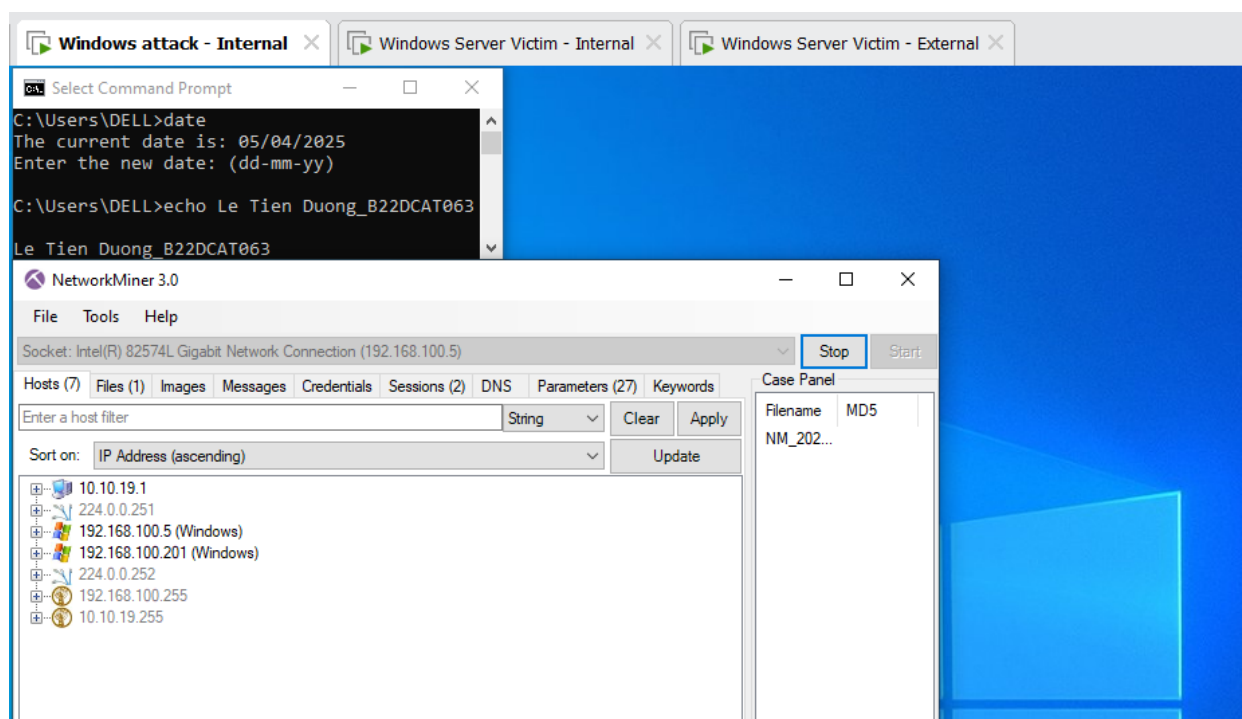 Windows attack - Internal
Windows Server Victim - Internal
Windows Server Victim - External
Select Command Prompt
C:\Users\DELL>date
The current date is: 05/04/2025
Enter the new date: (dd-mm-yy)
C:\Users\DELL>echo Le Tien Duong_B22DCAT063
Le Tien Duong_B22DCAT063
NetworkMiner 3.0
File Tools Help
Socket: Intel(R) 82574L Gigabit Network Connection (192.168.100.5)
Stop
Start
Hosts (7) Files (1) Images Messages Credentials Sessions (2) DNS Parameters (27) Keywords
Enter a host filter
String
Clear
Apply
Sort on: IP Address (ascending)
Update
10.10.19.1
224.0.0.251
192.168.100.5 (Windows)
192.168.100.201 (Windows)
224.0.0.252
192.168.100.255
10.10.19.255
Case Panel
Filename MD5
NM_202...